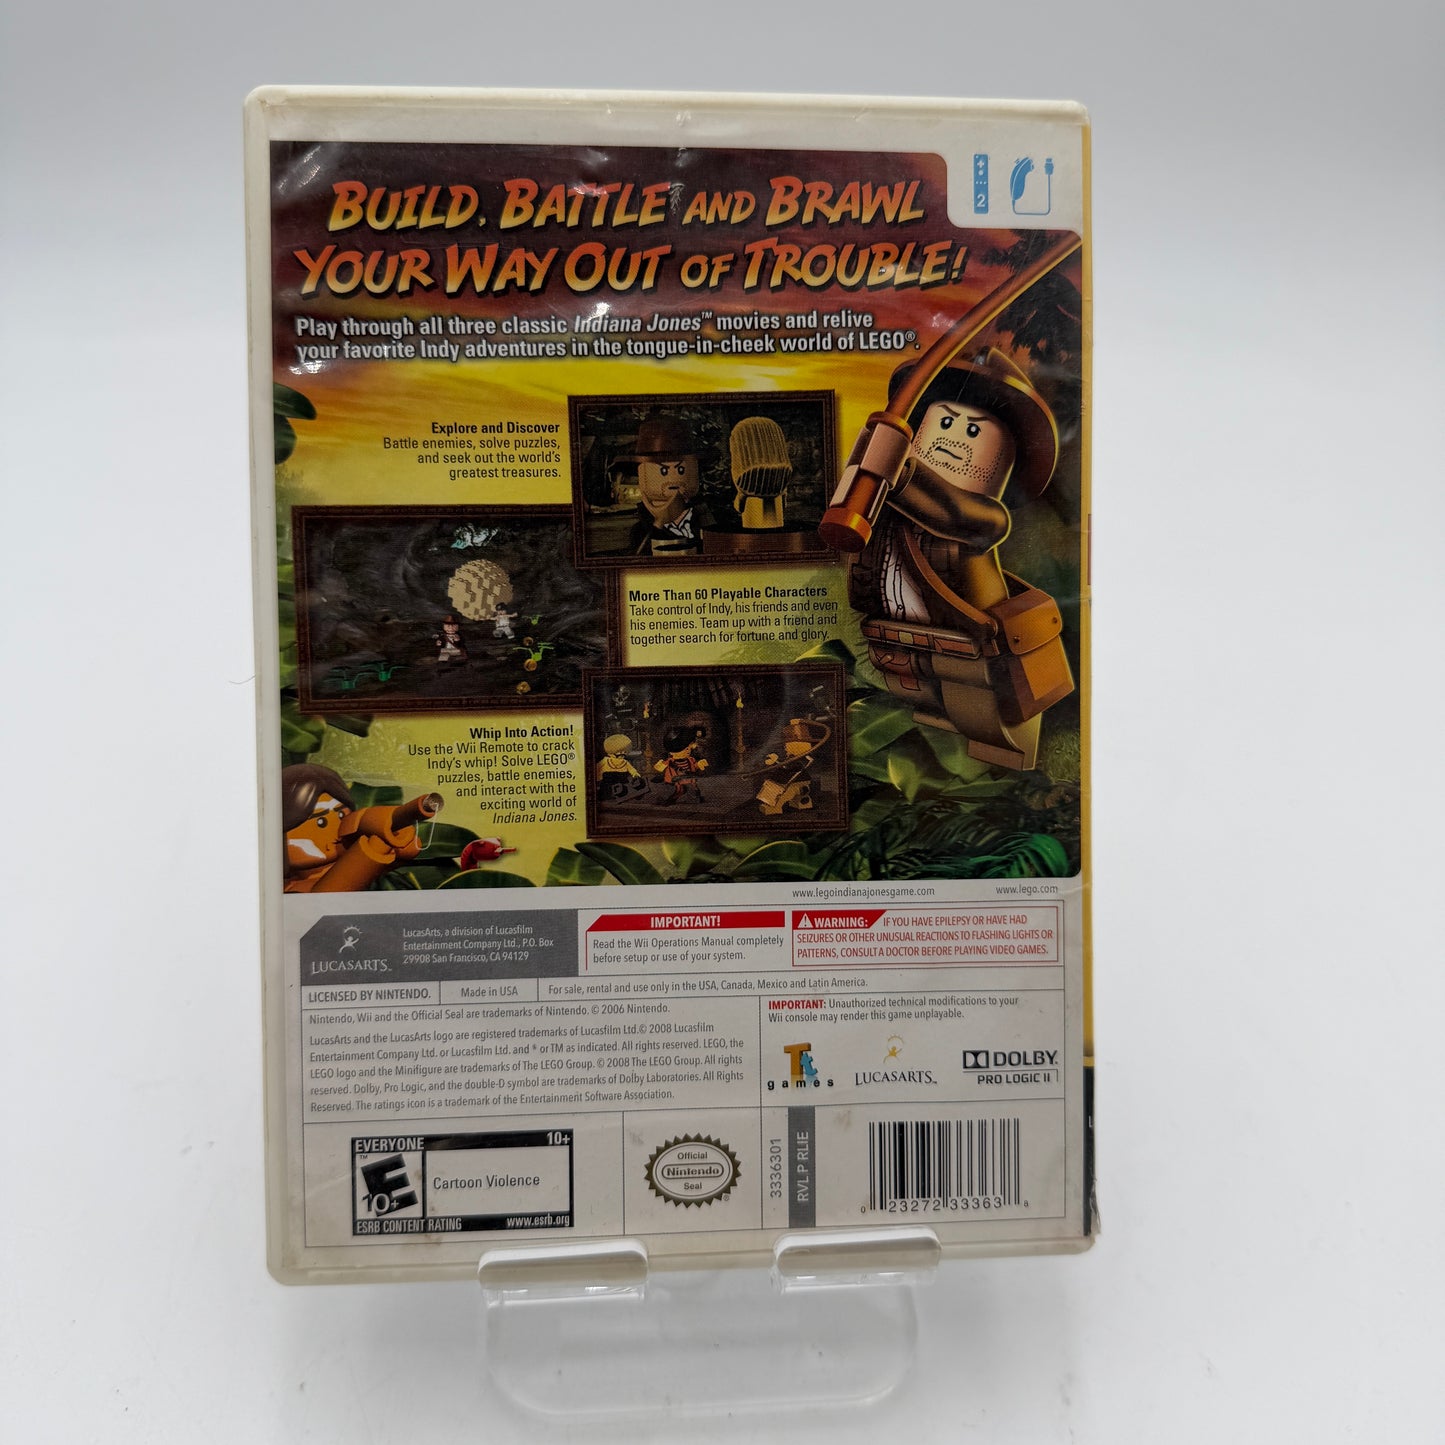 BUILD, BATTLE AND BRAWL
YOUR WAY OUT OF TROUBLE!
2
Play through all three classic Indiana Jones™ movies and relive
your favorite Indy adventures in the tongue-in-cheek world of LEGO®.
Explore and Discover
Battle enemies, solve puzzles,
and seek out the world's
greatest treasures.
More Than 60 Playable Characters
Take control of Indy, his friends and even
his enemies. Team up with a friend and
together search for fortune and glory.
Whip Into Action!
Use the Wii Remote to crack
Indy's whip! Solve LEGO®
puzzles, battle enemies,
and interact with the
exciting world of
Indiana Jones.
www.legoindianajonesgame.com
www.lego.com
LUCASARTS™
LucasArts, a division of Lucasfilm
Entertainment Company Ltd., P.O. Box
29908 San Francisco, CA 94129
IMPORTANT!
Read the Wii Operations Manual completely
before setup or use of your system.
WARNING: IF YOU HAVE EPILEPSY OR HAVE HAD
SEIZURES OR OTHER UNUSUAL REACTIONS TO FLASHING LIGHTS OR
PATTERNS, CONSULT A DOCTOR BEFORE PLAYING VIDEO GAMES.
LICENSED BY NINTENDO.
Made in USA
For sale, rental and use only in the USA, Canada, Mexico and Latin America.
Nintendo, Wii and the Official Seal are trademarks of Nintendo. © 2006 Nintendo.
LucasArts and the LucasArts logo are registered trademarks of Lucasfilm Ltd.© 2008 Lucasfilm
Entertainment Company Ltd. or Lucasfilm Ltd. and ® or TM as indicated. All rights reserved. LEGO, the
LEGO logo and the Minifigure are trademarks of The LEGO Group. © 2008 The LEGO Group. All rights
reserved. Dolby, Pro Logic, and the double-D symbol are trademarks of Dolby Laboratories. All Rights
Reserved. The ratings icon is a trademark of the Entertainment Software Association.
IMPORTANT: Unauthorized technical modifications to your
Wii console may render this game unplayable.
Tt
games
LUCASARTS™
DOLBY
PRO LOGIC II
EVERYONE 10+
E
10+
™
Cartoon Violence
ESRB CONTENT RATING www.esrb.org
Official
Nintendo
Seal
®
3336301
RVL P RLIE
0 23272 33363 8